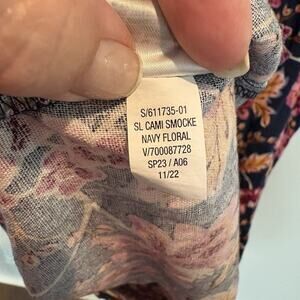 S/611735-01
SL CAMI SMOCKE
NAVY FLORAL
V/700087728
SP23 / A06
11/22